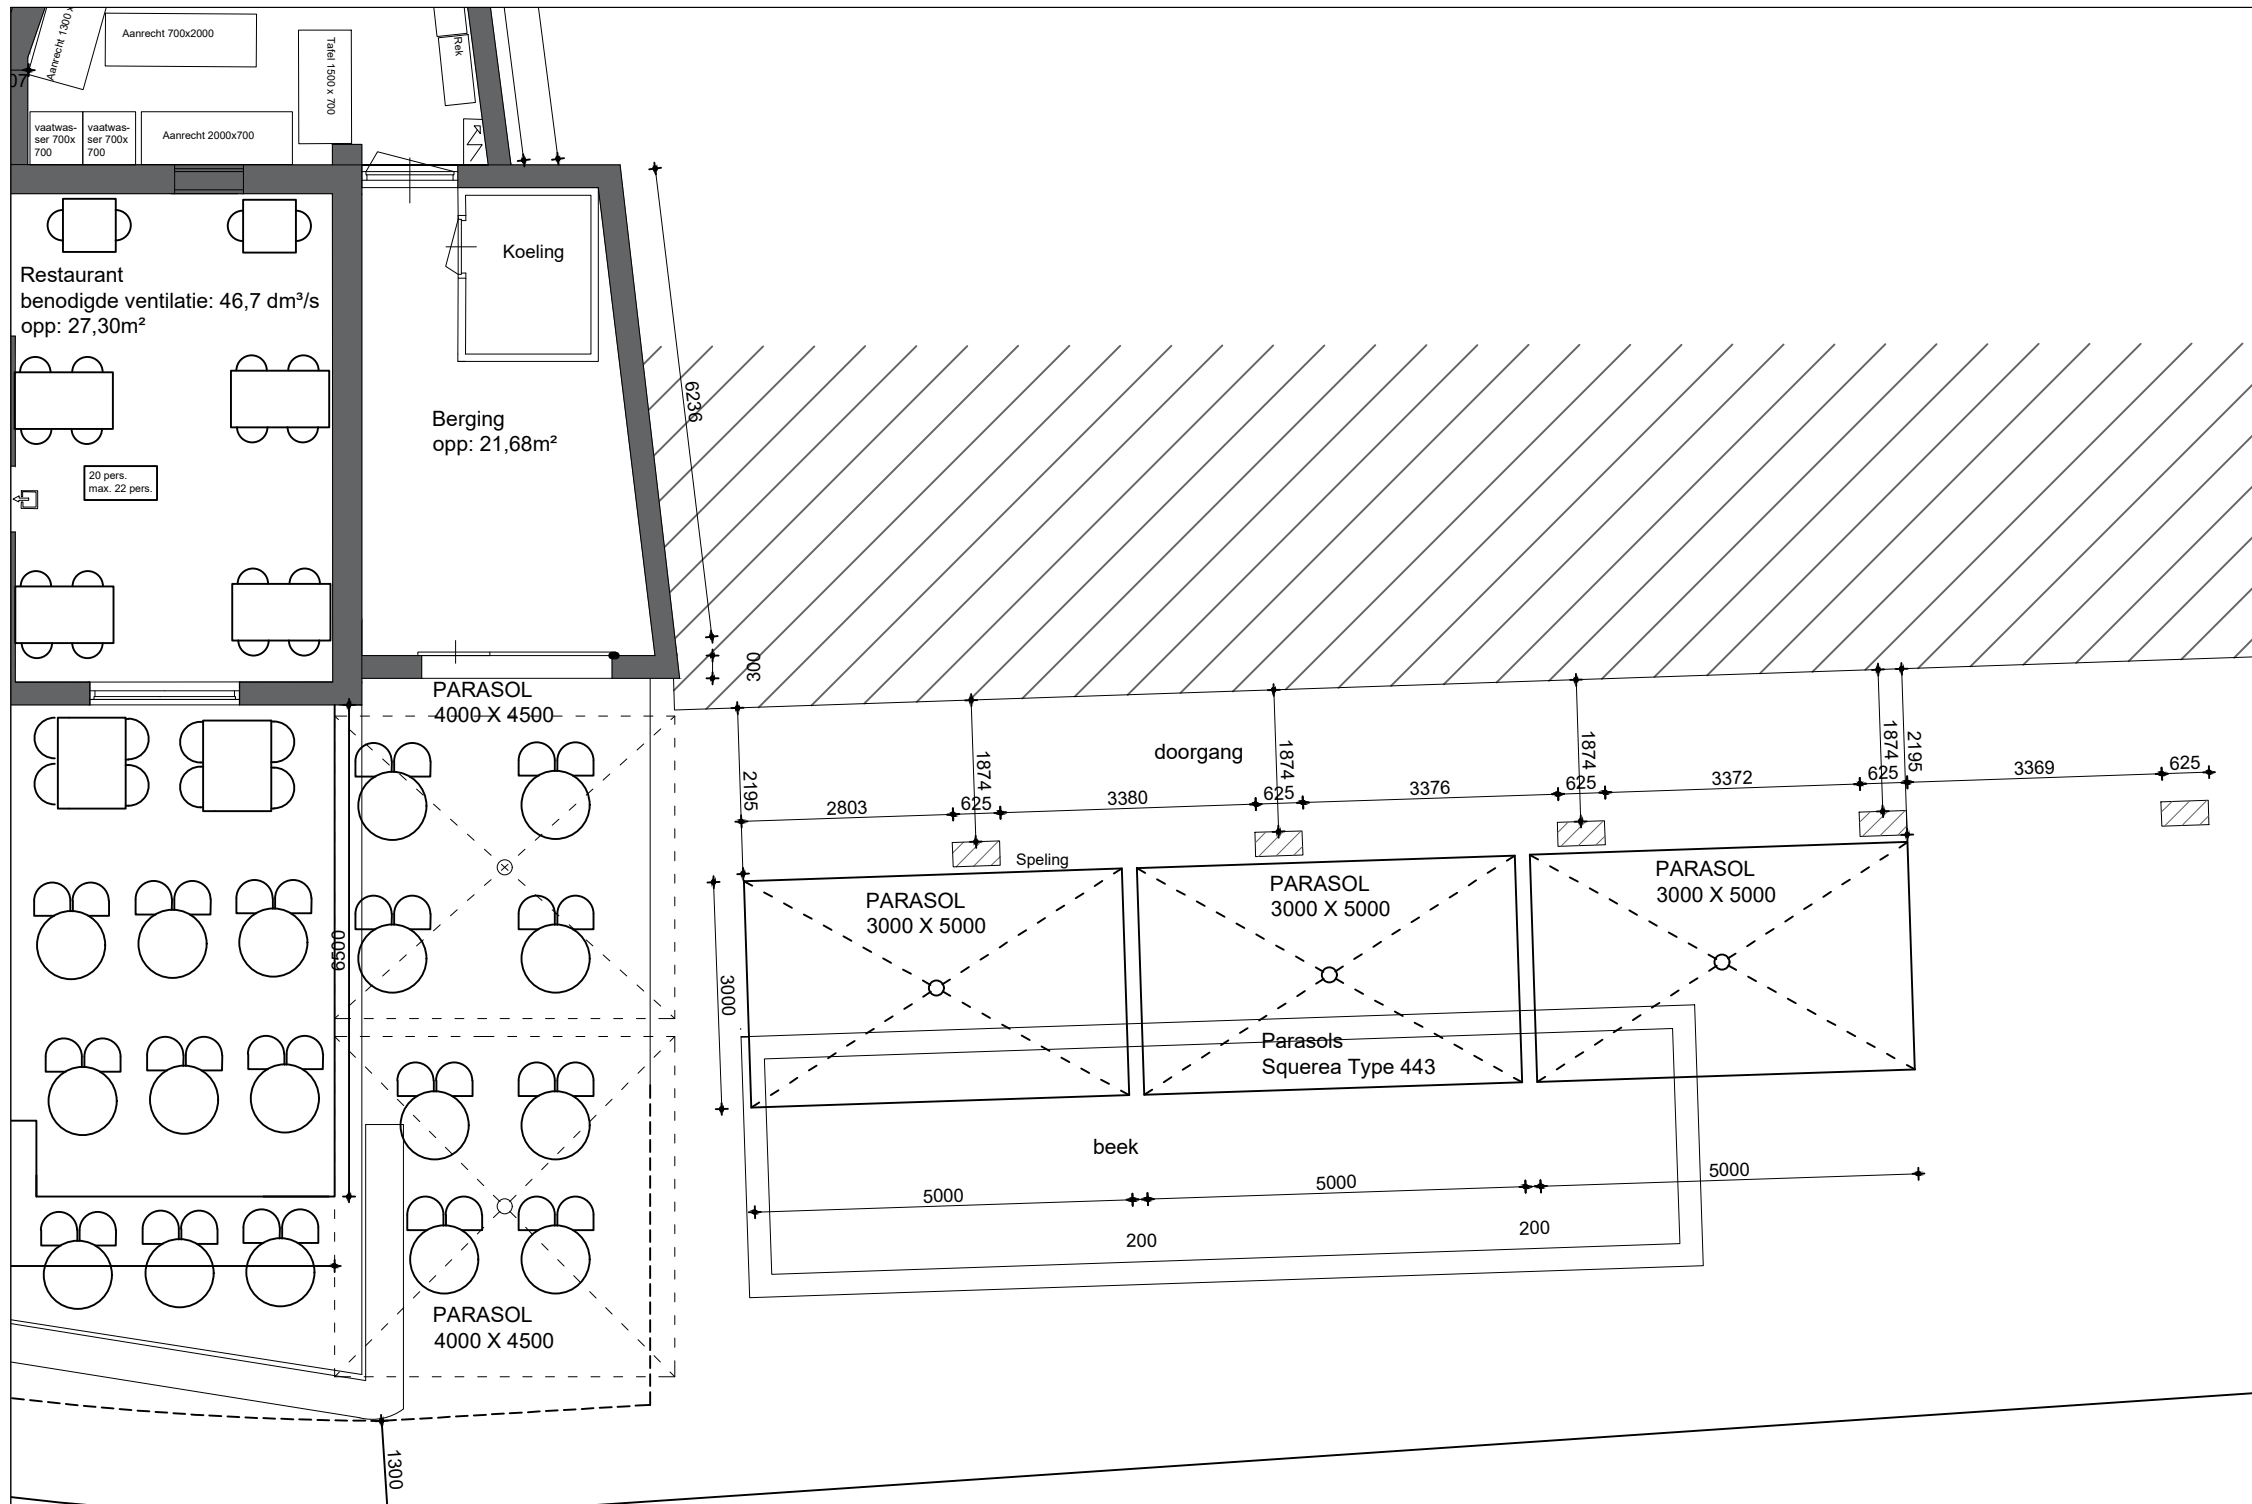 Aanrecht 1300 x
Aanrecht 700x2000
Tafel 1500 x 700
Rek
07
vaatwas-
ser 700x
700
vaatwas-
ser 700x
700
Aanrecht 2000x700
Koeling
Restaurant
benodigde ventilatie: 46,7 dm³/s
opp: 27,30m²
6236
Berging
opp: 21,68m²
20 pers.
max. 22 pers.
300
PARASOL
4000 X 4500
doorgang
2195
1874
1874
1874
1874
2195
2803
625
3380
625
3376
625
3372
625
3369
625
Speling
PARASOL
3000 X 5000
PARASOL
3000 X 5000
PARASOL
3000 X 5000
6500
3000
Parasols
Squerea Type 443
beek
5000
5000
5000
200
200
PARASOL
4000 X 4500
1300